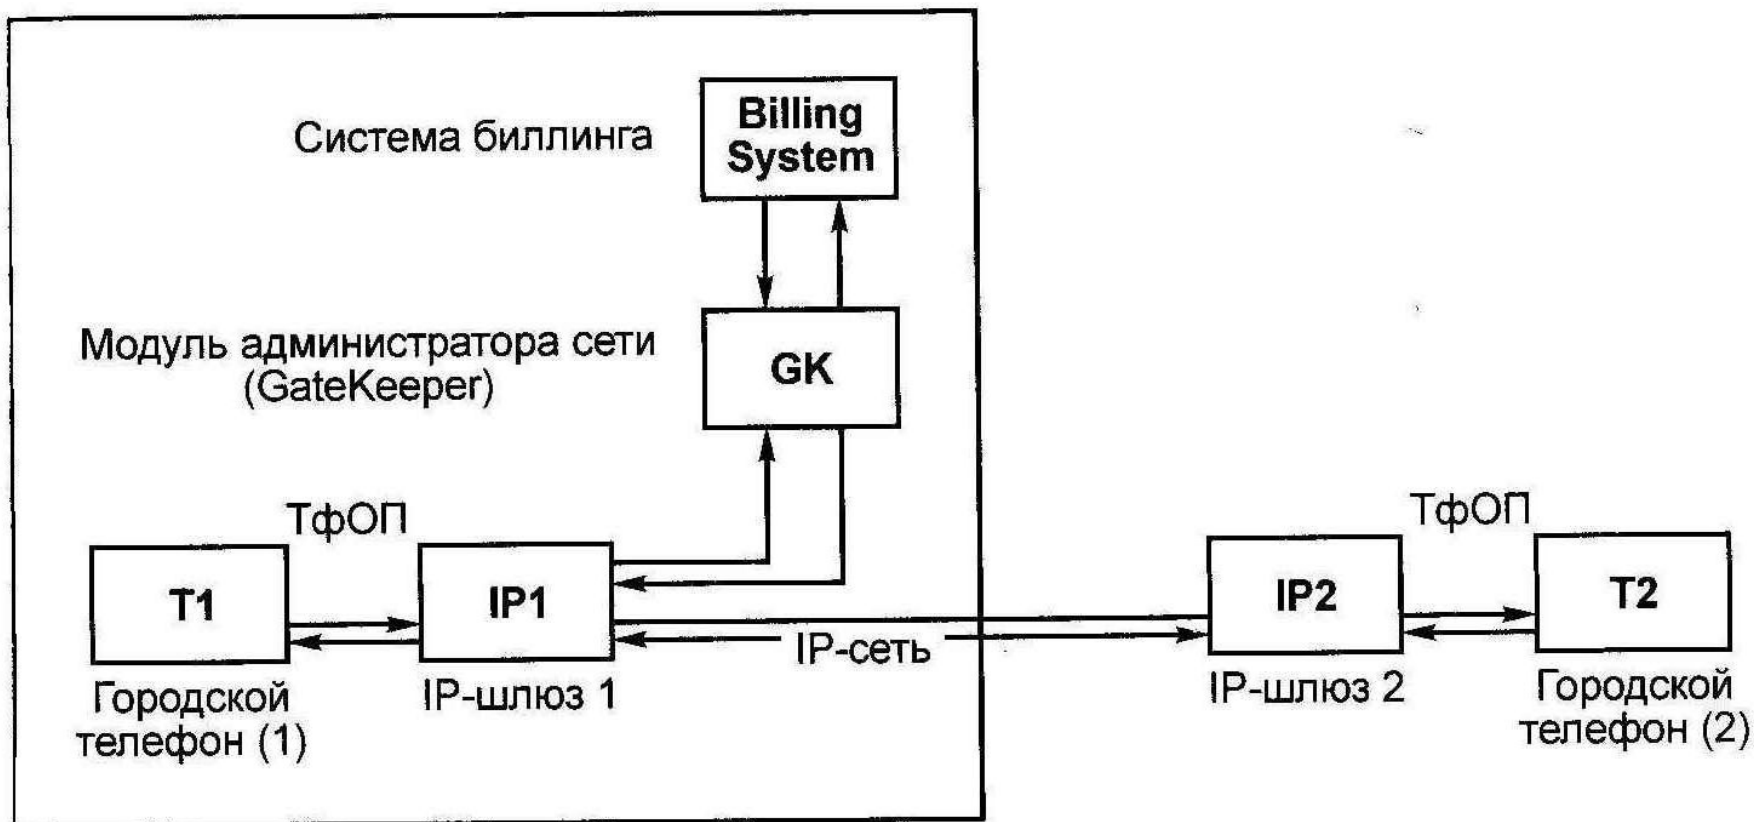 Система биллинга
Billing
System
Модуль администратора сети
(GateKeeper)
GK
ТфОП
ТфОП
T1
IP1
IP2
T2
IP-сеть
Городской
телефон (1)
IP-шлюз 1
IP-шлюз 2
Городской
телефон (2)